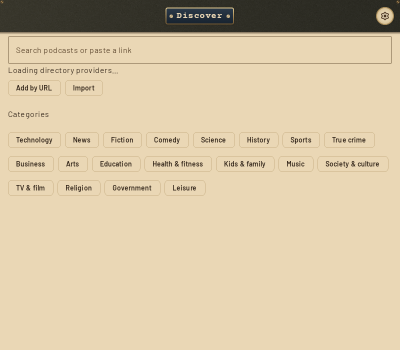 Discover
Search podcasts or paste a link
Loading directory providers...
Add by URL Import
Categories
Technology News Fiction Comedy Science History Sports True crime
Business Arts Education Health & fitness Kids & family Music Society & culture
TV & film Religion Government Leisure